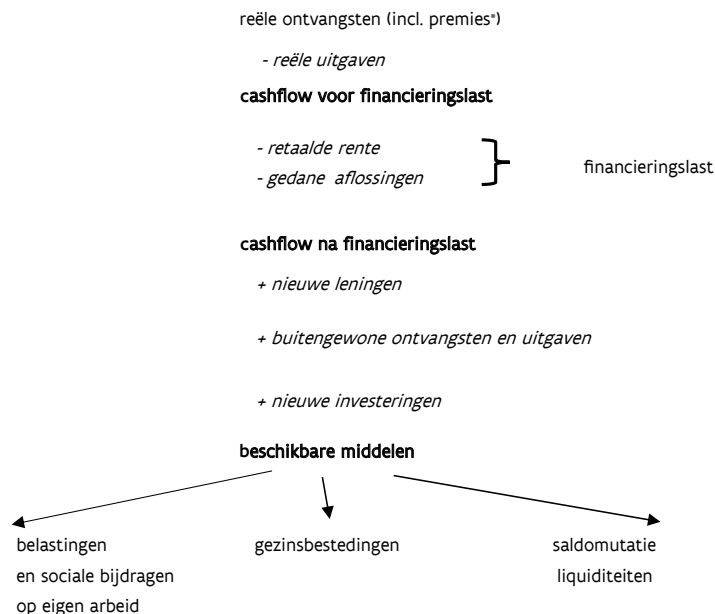 reële ontvangsten (incl. premies*)
- reële uitgaven
cashflow voor financieringslast
- retaalde rente
- gedane aflossingen
financieringslast
cashflow na financieringslast
+ nieuwe leningen
+ buitengewone ontvangsten en uitgaven
+ nieuwe investeringen
beschikbare middelen
belastingen
en sociale bijdragen
op eigen arbeid
gezinsbestedingen
saldomutatie
liquiditeiten